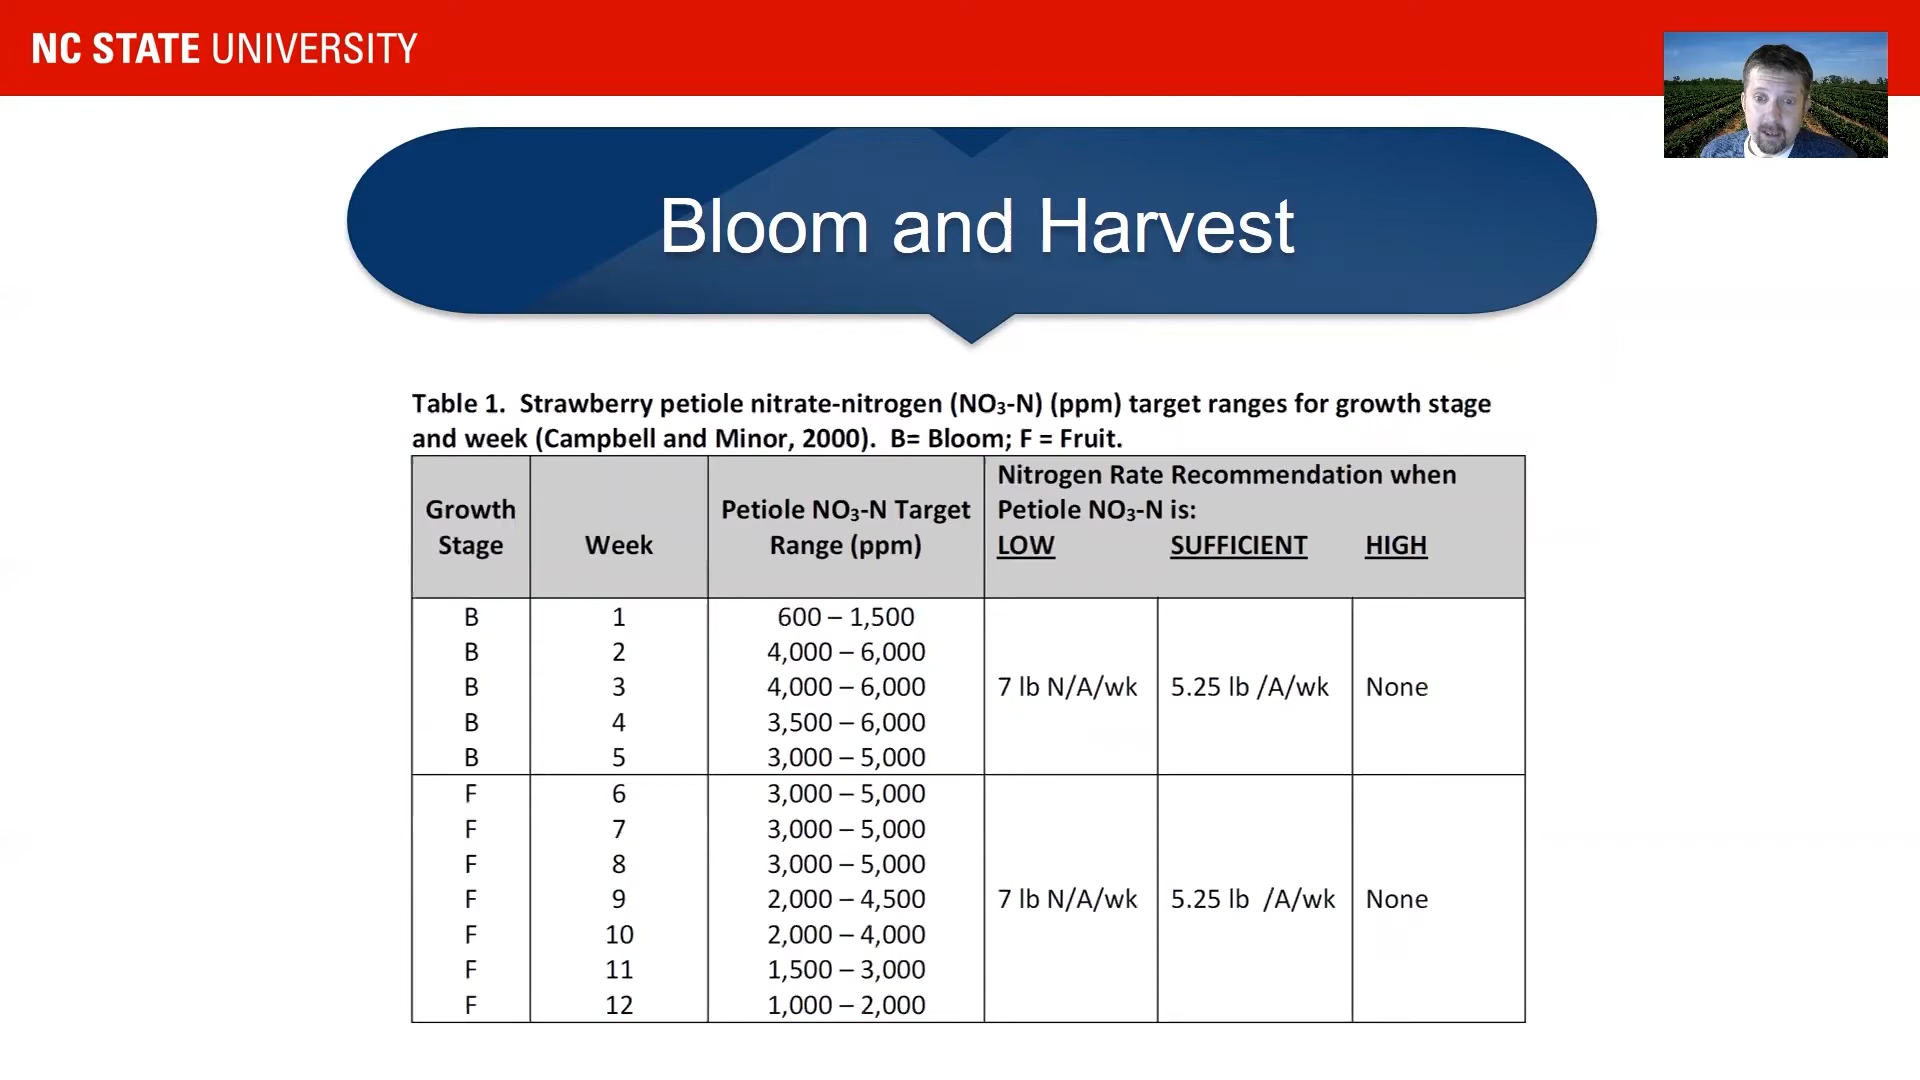 NC STATE UNIVERSITY
Bloom and Harvest
Table 1. Strawberry petiole nitrate-nitrogen (NO₃-N) (ppm) target ranges for growth stage
and week (Campbell and Minor, 2000). B= Bloom; F = Fruit.
Growth Stage Week Petiole NO₃-N Target Range (ppm) Nitrogen Rate Recommendation when Petiole NO₃-N is:
LOW SUFFICIENT HIGH
B 1 600 – 1,500
B 2 4,000 – 6,000
B 3 4,000 – 6,000 7 lb N/A/wk 5.25 lb /A/wk None
B 4 3,500 – 6,000
B 5 3,000 – 5,000
F 6 3,000 – 5,000
F 7 3,000 – 5,000
F 8 3,000 – 5,000
F 9 2,000 – 4,500 7 lb N/A/wk 5.25 lb /A/wk None
F 10 2,000 – 4,000
F 11 1,500 – 3,000
F 12 1,000 – 2,000